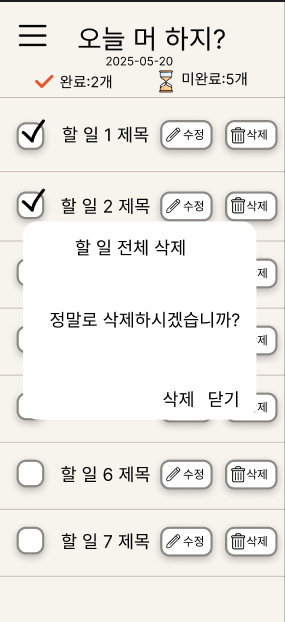 오늘 머 하지?
2025-05-20
완료:2개 미완료:5개
할 일 1 제목 수정 삭제
할 일 2 제목 수정 삭제
할 일 전체 삭제
제
정말로 삭제하시겠습니까?
제
삭제 닫기
제
할 일 6 제목 수정 삭제
할 일 7 제목 수정 삭제